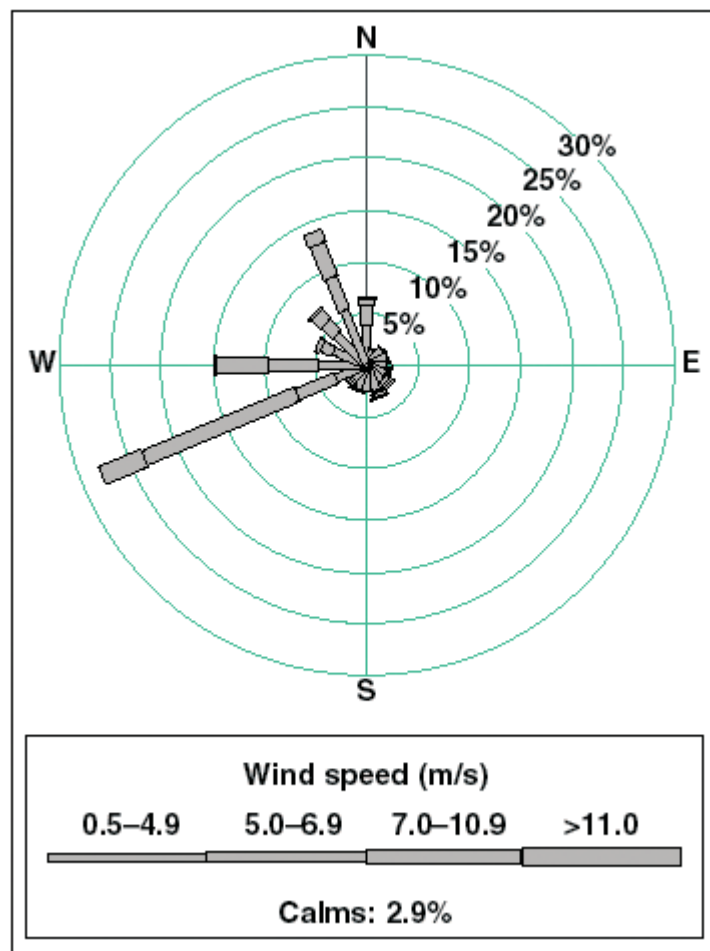 N
30%
25%
20%
15%
10%
5%
W E
S
Wind speed (m/s)
0.5–4.9 5.0–6.9 7.0–10.9 >11.0
Calms: 2.9%